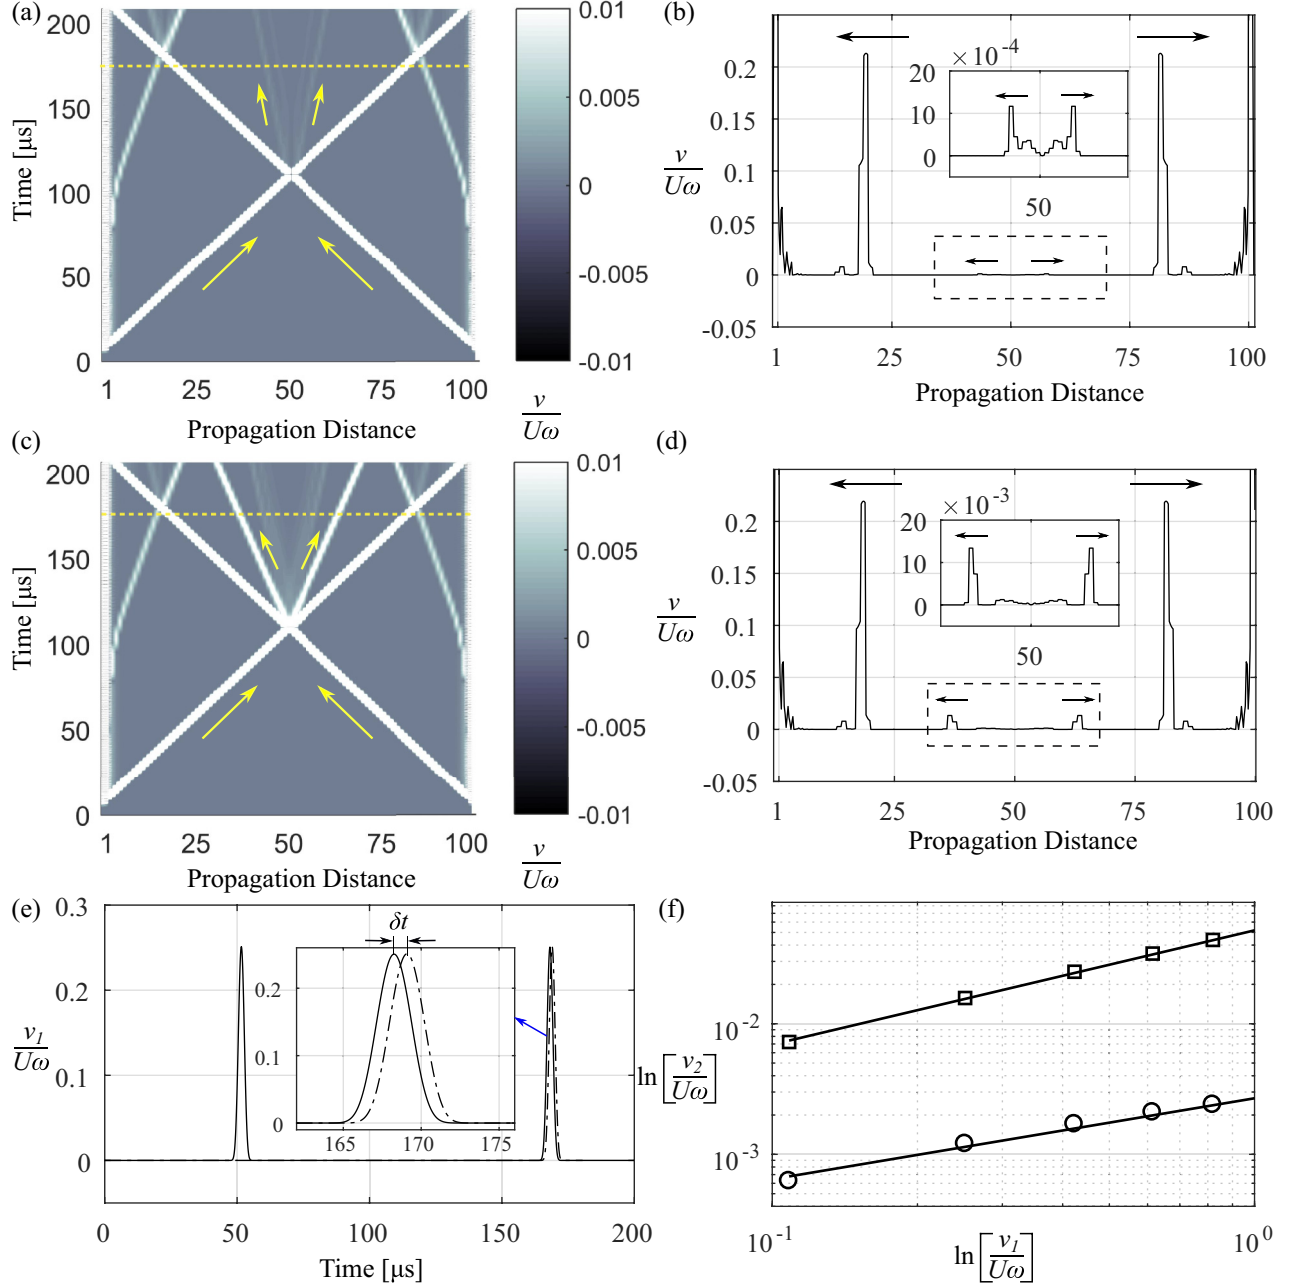 (a)
200
150
100
50
0
Time [μs]
1 25 50 75 100
Propagation Distance
0.01
0.005
0
-0.005
-0.01
v
Uω
(b)
0.2
0.15
0.1
0.05
0
-0.05
v
Uω
× 10⁻⁴
20
10
0
50
1 25 50 75 100
Propagation Distance
(c)
200
150
100
50
0
Time [μs]
1 25 50 75 100
Propagation Distance
0.01
0.005
0
-0.005
-0.01
v
Uω
(d)
0.2
0.15
0.1
0.05
0
-0.05
v
Uω
× 10⁻³
20
10
0
50
1 25 50 75 100
Propagation Distance
(e)
0.3
0.2
0.1
0
v₁
Uω
δt
0.2
0.1
0
165 170 175
0 50 100 150 200
Time [μs]
(f)
10⁻²
10⁻³
ln[v₂/Uω]
10⁻¹ 10⁰
ln[v₁/Uω]